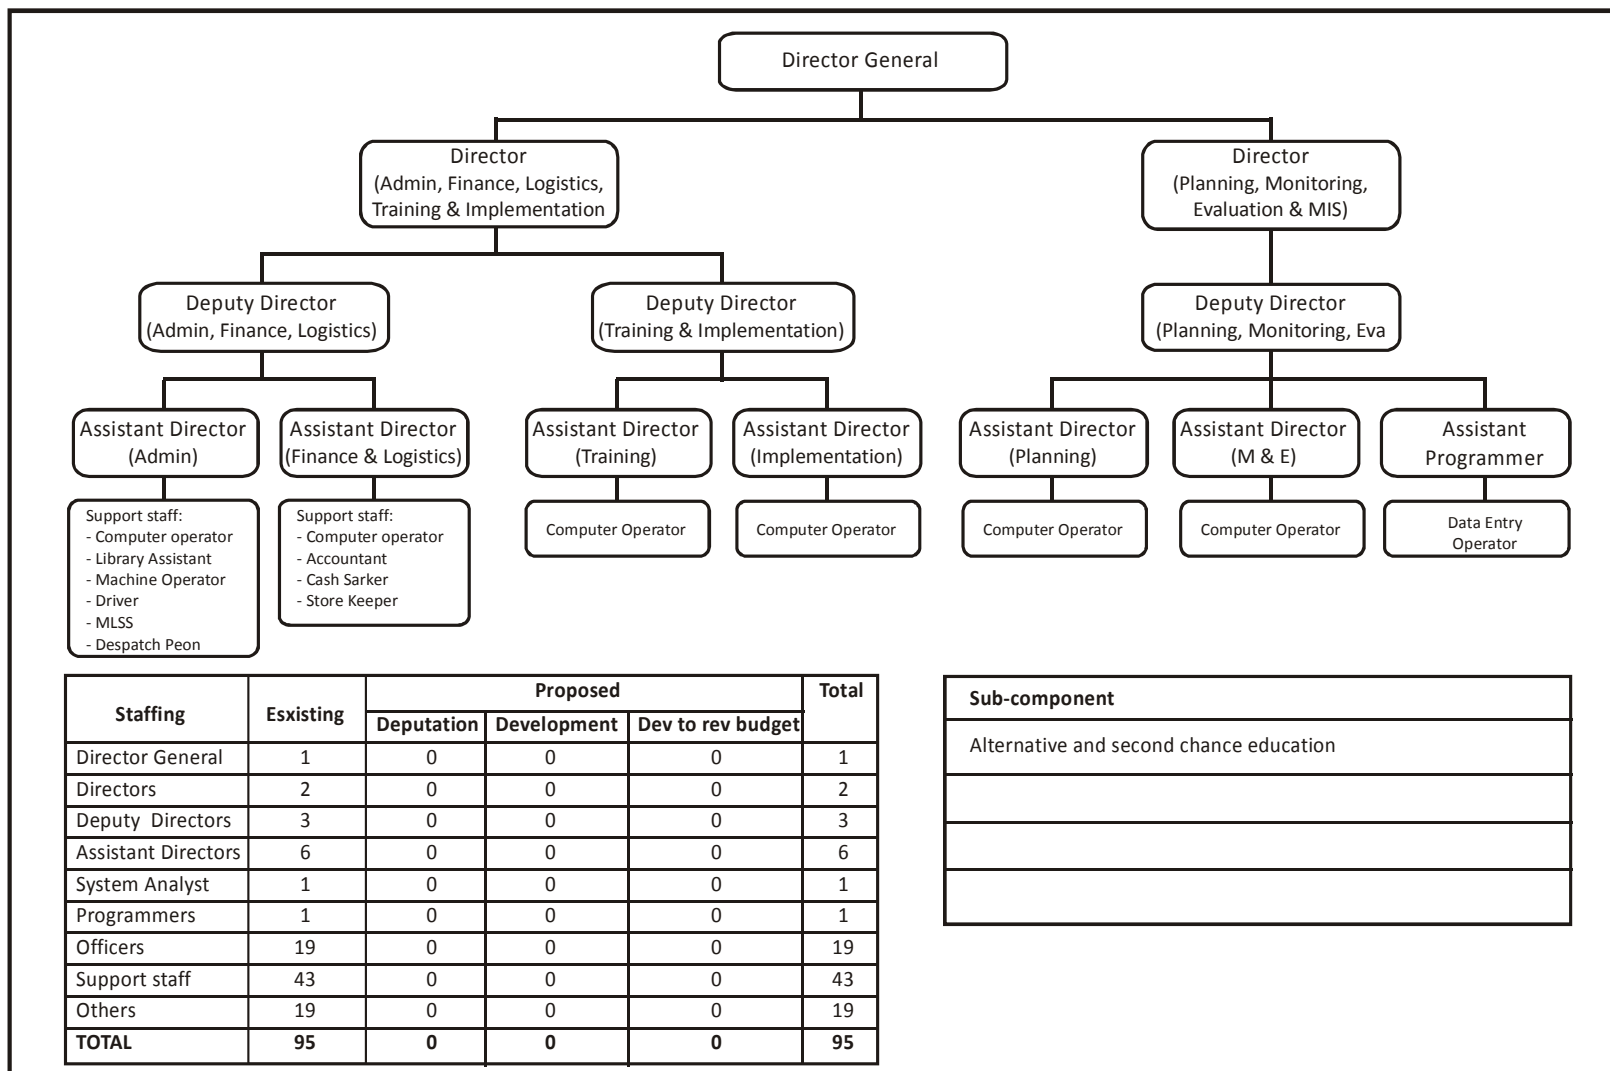 Director General
Director
(Admin, Finance, Logistics,
Training & Implementation
Director
(Planning, Monitoring,
Evaluation & MIS)
Deputy Director
(Admin, Finance, Logistics)
Deputy Director
(Training & Implementation)
Deputy Director
(Planning, Monitoring, Eva
Assistant Director
(Admin)
Assistant Director
(Finance & Logistics)
Assistant Director
(Training)
Assistant Director
(Implementation)
Assistant Director
(Planning)
Assistant Director
(M & E)
Assistant
Programmer
Support staff:
- Computer operator
- Library Assistant
- Machine Operator
- Driver
- MLSS
- Despatch Peon
Support staff:
- Computer operator
- Accountant
- Cash Sarker
- Store Keeper
Computer Operator
Computer Operator
Computer Operator
Computer Operator
Data Entry
Operator
Staffing Esxisting Proposed Total
Deputation Development Dev to rev budget
Director General 1 0 0 0 1
Directors 2 0 0 0 2
Deputy Directors 3 0 0 0 3
Assistant Directors 6 0 0 0 6
System Analyst 1 0 0 0 1
Programmers 1 0 0 0 1
Officers 19 0 0 0 19
Support staff 43 0 0 0 43
Others 19 0 0 0 19
TOTAL 95 0 0 0 95
Sub-component
Alternative and second chance education